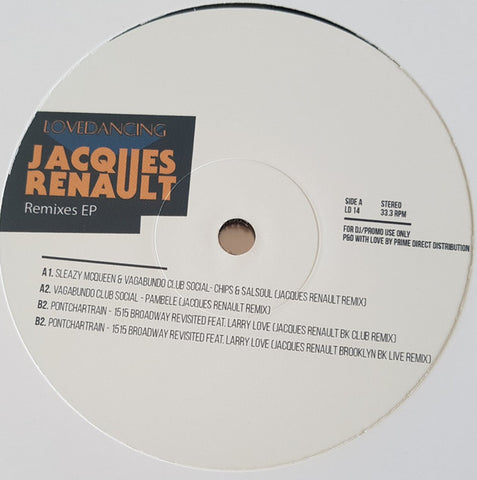 LOVEDANCING
JACQUES
RENAULT
Remixes EP
SIDE A STEREO
LD 14 33.3 RPM
FOR DJ/PROMO USE ONLY
P&D WITH LOVE BY PRIME DIRECT DISTRIBUTION
A1. SLEAZY MCQUEEN & VAGABUNDO CLUB SOCIAL- CHIPS & SALSOUL (JACQUES RENAULT REMIX)
A2. VAGABUNDO CLUB SOCIAL - PAMBELE (JACQUES RENAULT REMIX)
B2. PONTCHARTRAIN - 1515 BROADWAY REVISITED FEAT. LARRY LOVE (JACQUES RENAULT BK CLUB REMIX)
B2. PONTCHARTRAIN - 1515 BROADWAY REVISITED FEAT. LARRY LOVE (JACQUES RENAULT BROOKLYN BK LIVE REMIX)